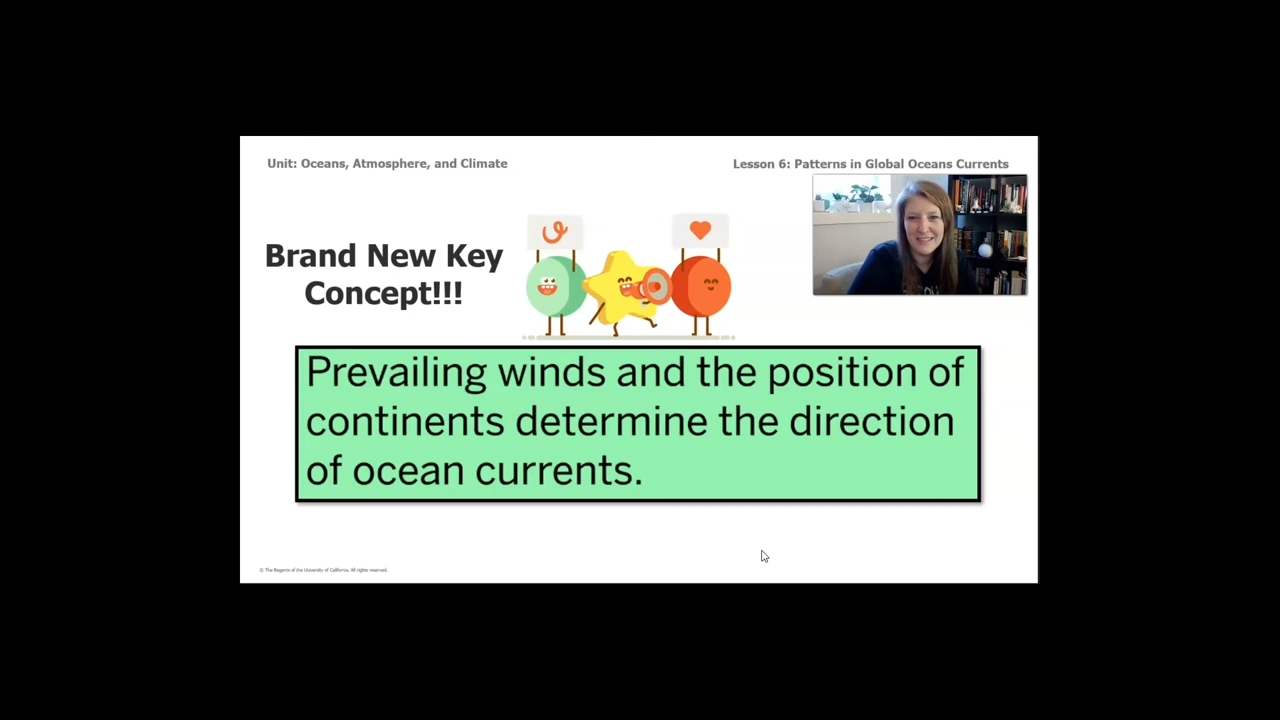 Unit: Oceans, Atmosphere, and Climate
Lesson 6: Patterns in Global Oceans Currents
Brand New Key
Concept!!!
Prevailing winds and the position of
continents determine the direction
of ocean currents.
© The Regents of the University of California. All rights reserved.